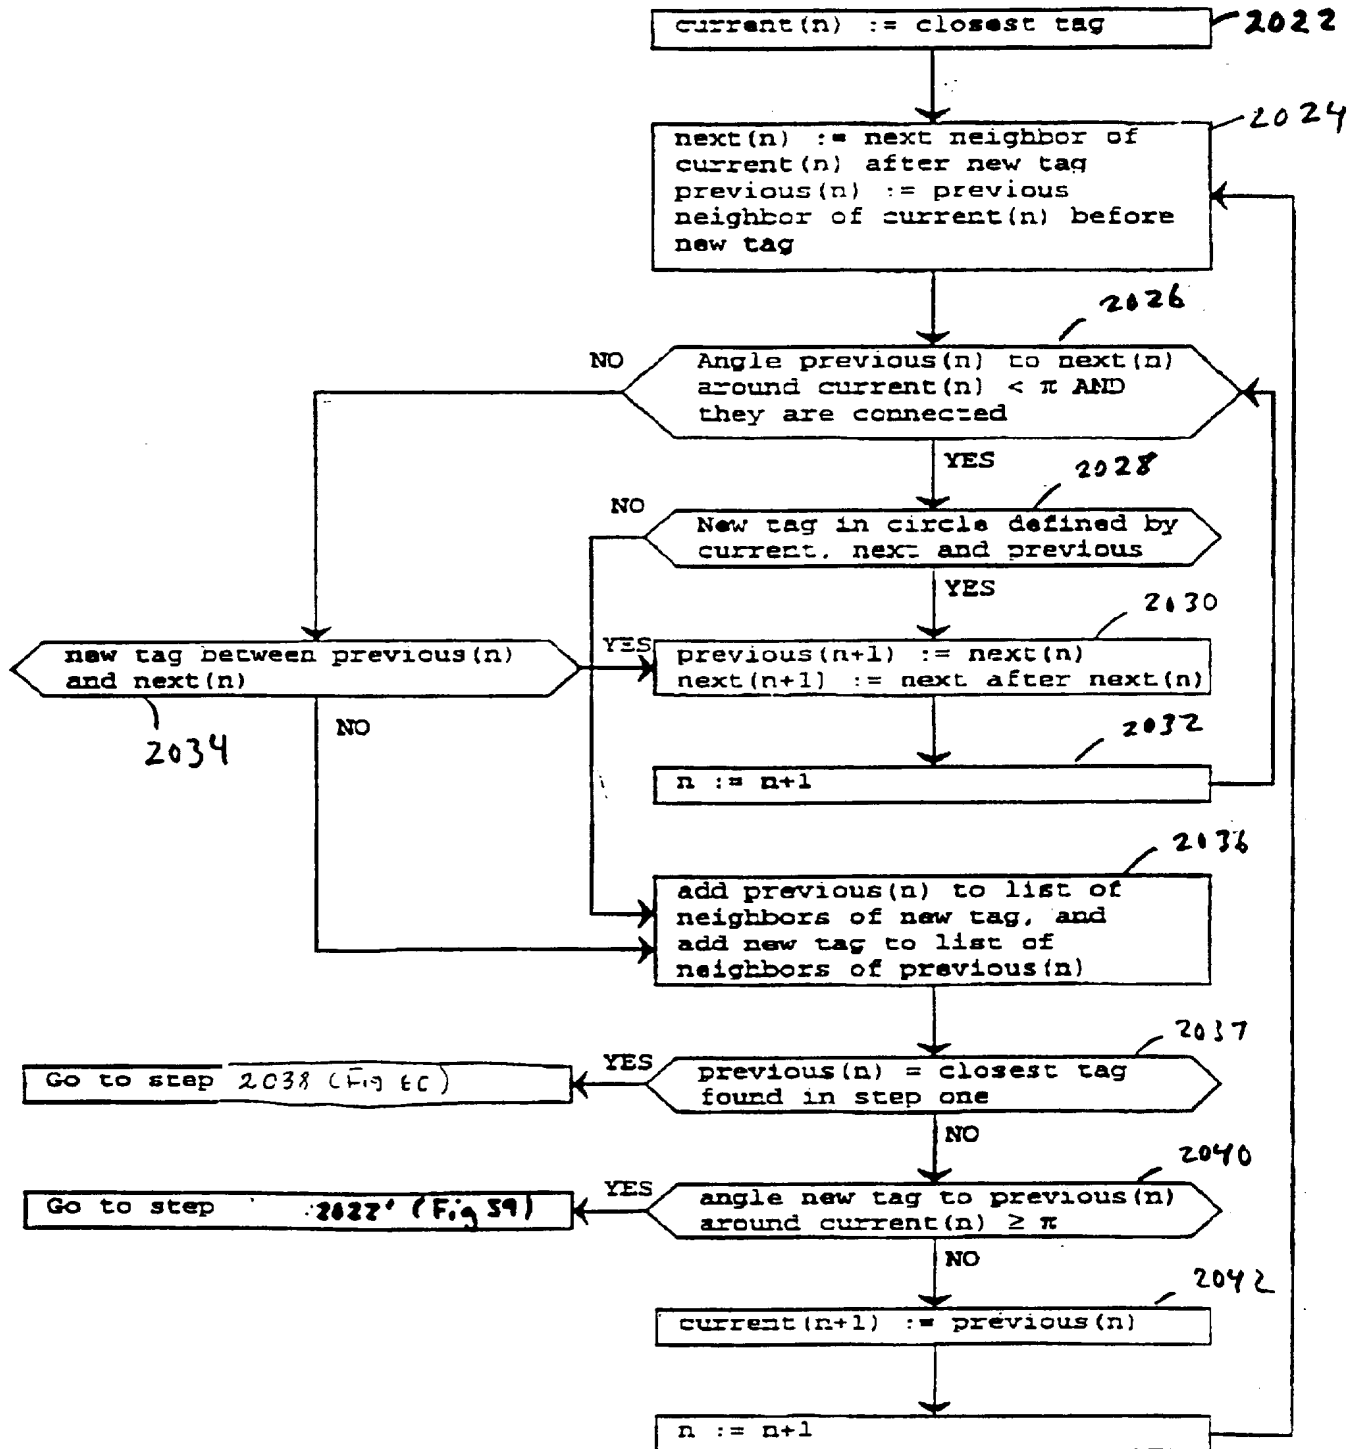 current(n) := closest tag
2022
2024
next(n) := next neighbor of
current(n) after new tag
previous(n) := previous
neighbor of current(n) before
new tag
2026
NO
Angle previous(n) to next(n)
around current(n) < π AND
they are connected
YES
2028
NO
New tag in circle defined by
current, next and previous
YES
2030
new tag between previous(n)
and next(n)
YES
previous(n+1) := next(n)
next(n+1) := next after next(n)
2034
NO
2032
n := n+1
2036
add previous(n) to list of
neighbors of new tag, and
add new tag to list of
neighbors of previous(n)
2037
Go to step 2038 (Fig 6C)
YES
previous(n) = closest tag
found in step one
NO
2040
Go to step 2022' (Fig 59)
YES
angle new tag to previous(n)
around current(n) ≥ π
NO
2042
current(n+1) := previous(n)
n := n+1